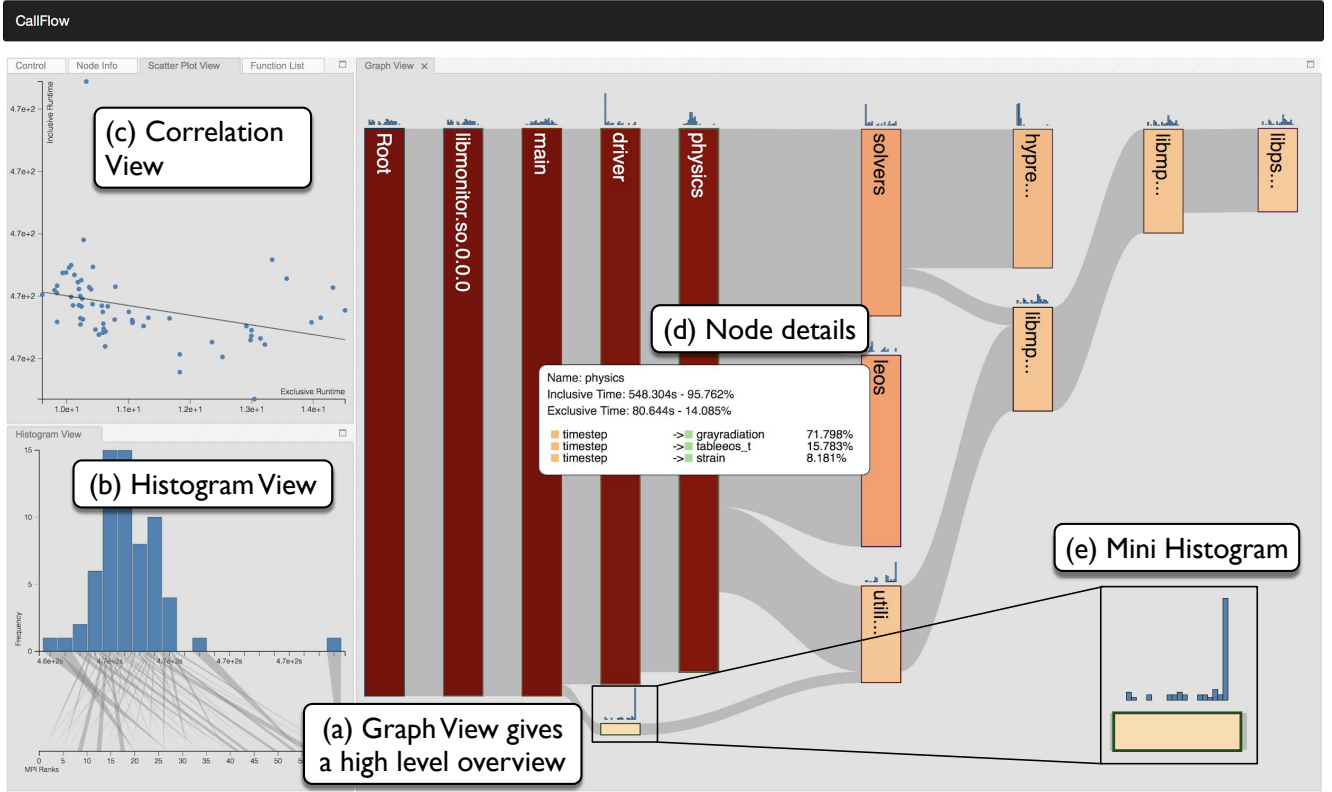 CallFlow
Control
Node Info
Scatter Plot View
Function List
Graph View ×
Inclusive Runtime
4.7e+2
4.7e+2
4.7e+2
4.7e+2
4.7e+2
Exclusive Runtime
1.0e+1
1.1e+1
1.2e+1
1.3e+1
1.4e+1
(c) Correlation
View
Histogram View
15
10
5
0
Frequency
(b) Histogram View
4.6e+2s
4.7e+2s
4.7e+2s
4.7e+2s
0
5
10
15
20
25
30
35
40
45
50
MPI Ranks
(a) Graph View gives
a high level overview
Root
libmonitor.so.0.0.0
main
driver
physics
solvers
hypre...
libmp...
libps...
libmp...
leos
utili...
(d) Node details
Name: physics
Inclusive Time: 548.304s - 95.762%
Exclusive Time: 80.644s - 14.085%
timestep -> grayradiation 71.798%
timestep -> tableeos_t 15.783%
timestep -> strain 8.181%
(e) Mini Histogram